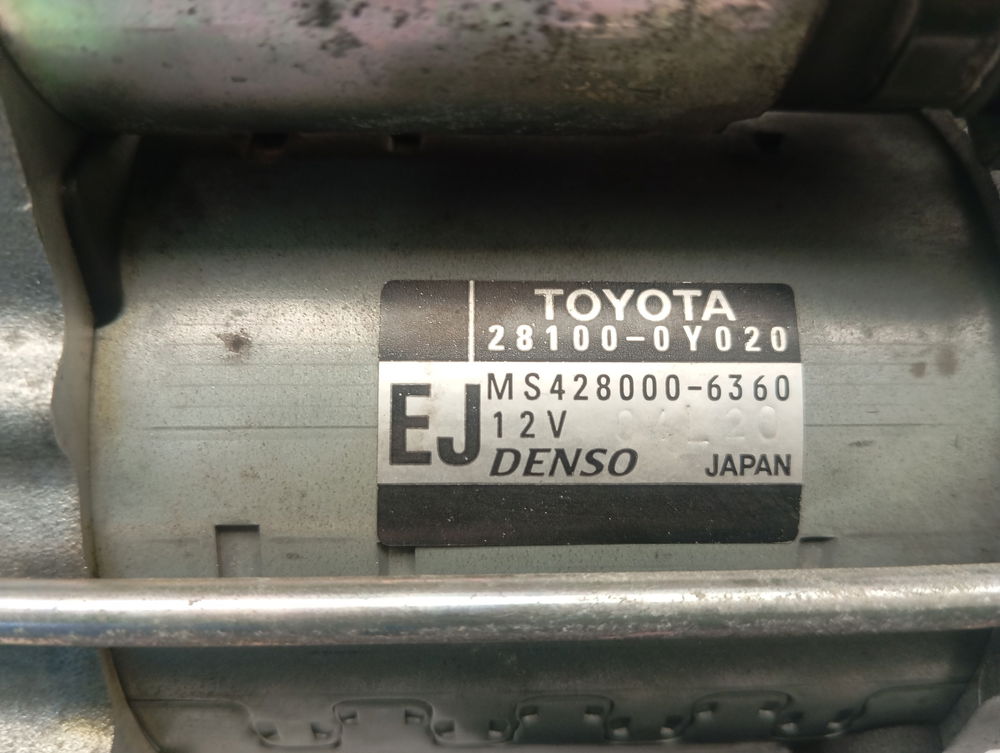 TOYOTA
28100-0Y020
EJ
MS428000-6360
12V
DENSO JAPAN